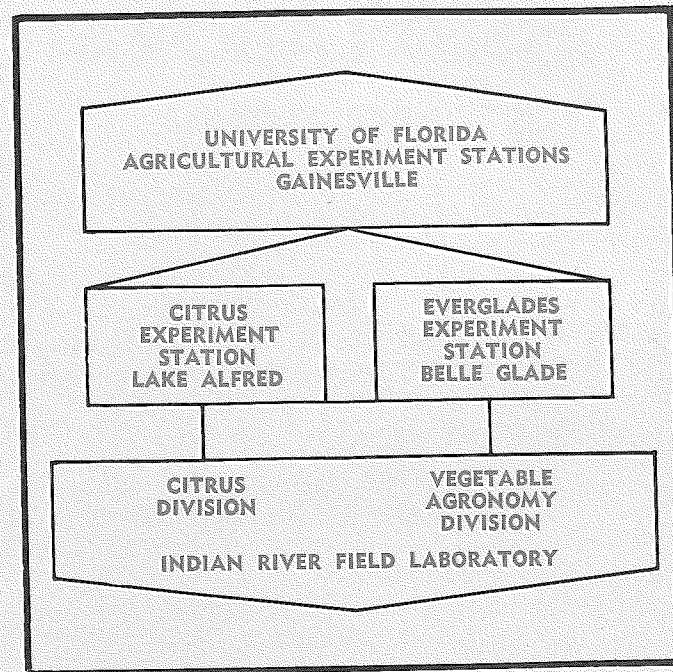 UNIVERSITY OF FLORIDA
AGRICULTURAL EXPERIMENT STATIONS
GAINESVILLE
CITRUS
EXPERIMENT
STATION
LAKE ALFRED
EVERGLADES
EXPERIMENT
STATION
BELLE GLADE
CITRUS
DIVISION
VEGETABLE
AGRONOMY
DIVISION
INDIAN RIVER FIELD LABORATORY